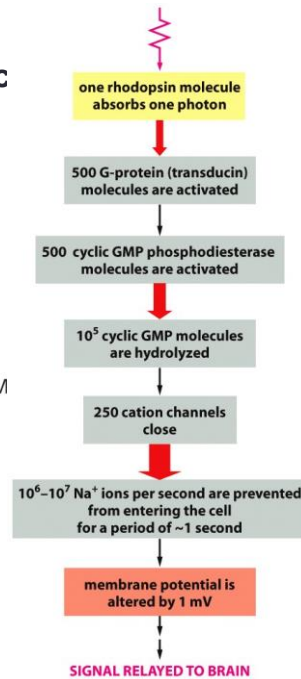 one rhodopsin molecule
absorbs one photon
500 G-protein (transducin)
molecules are activated
500 cyclic GMP phosphodiesterase
molecules are activated
10⁵ cyclic GMP molecules
are hydrolyzed
M
250 cation channels
close
10⁶–10⁷ Na⁺ ions per second are prevented
from entering the cell
for a period of ~1 second
membrane potential is
altered by 1 mV
SIGNAL RELAYED TO BRAIN